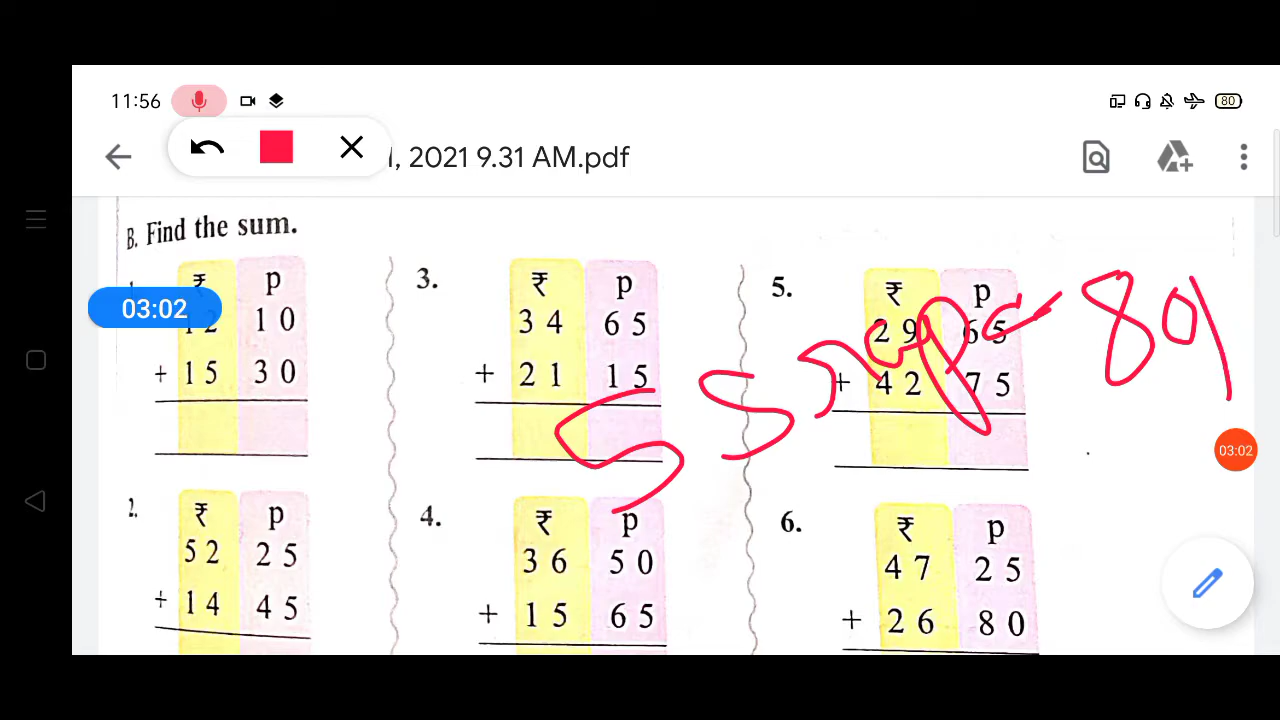 11:56
80
1, 2021 9.31 AM.pdf
B. Find the sum.
03:02
₹ p
1 2 1 0
+ 1 5 3 0
3.
₹ p
3 4 6 5
+ 2 1 1 5
5.
₹ p
2 9 6 5
+ 4 2 7 5
03:02
2.
₹ p
5 2 2 5
+ 1 4 4 5
4.
₹ p
3 6 5 0
+ 1 5 6 5
6.
₹ p
4 7 2 5
+ 2 6 8 0